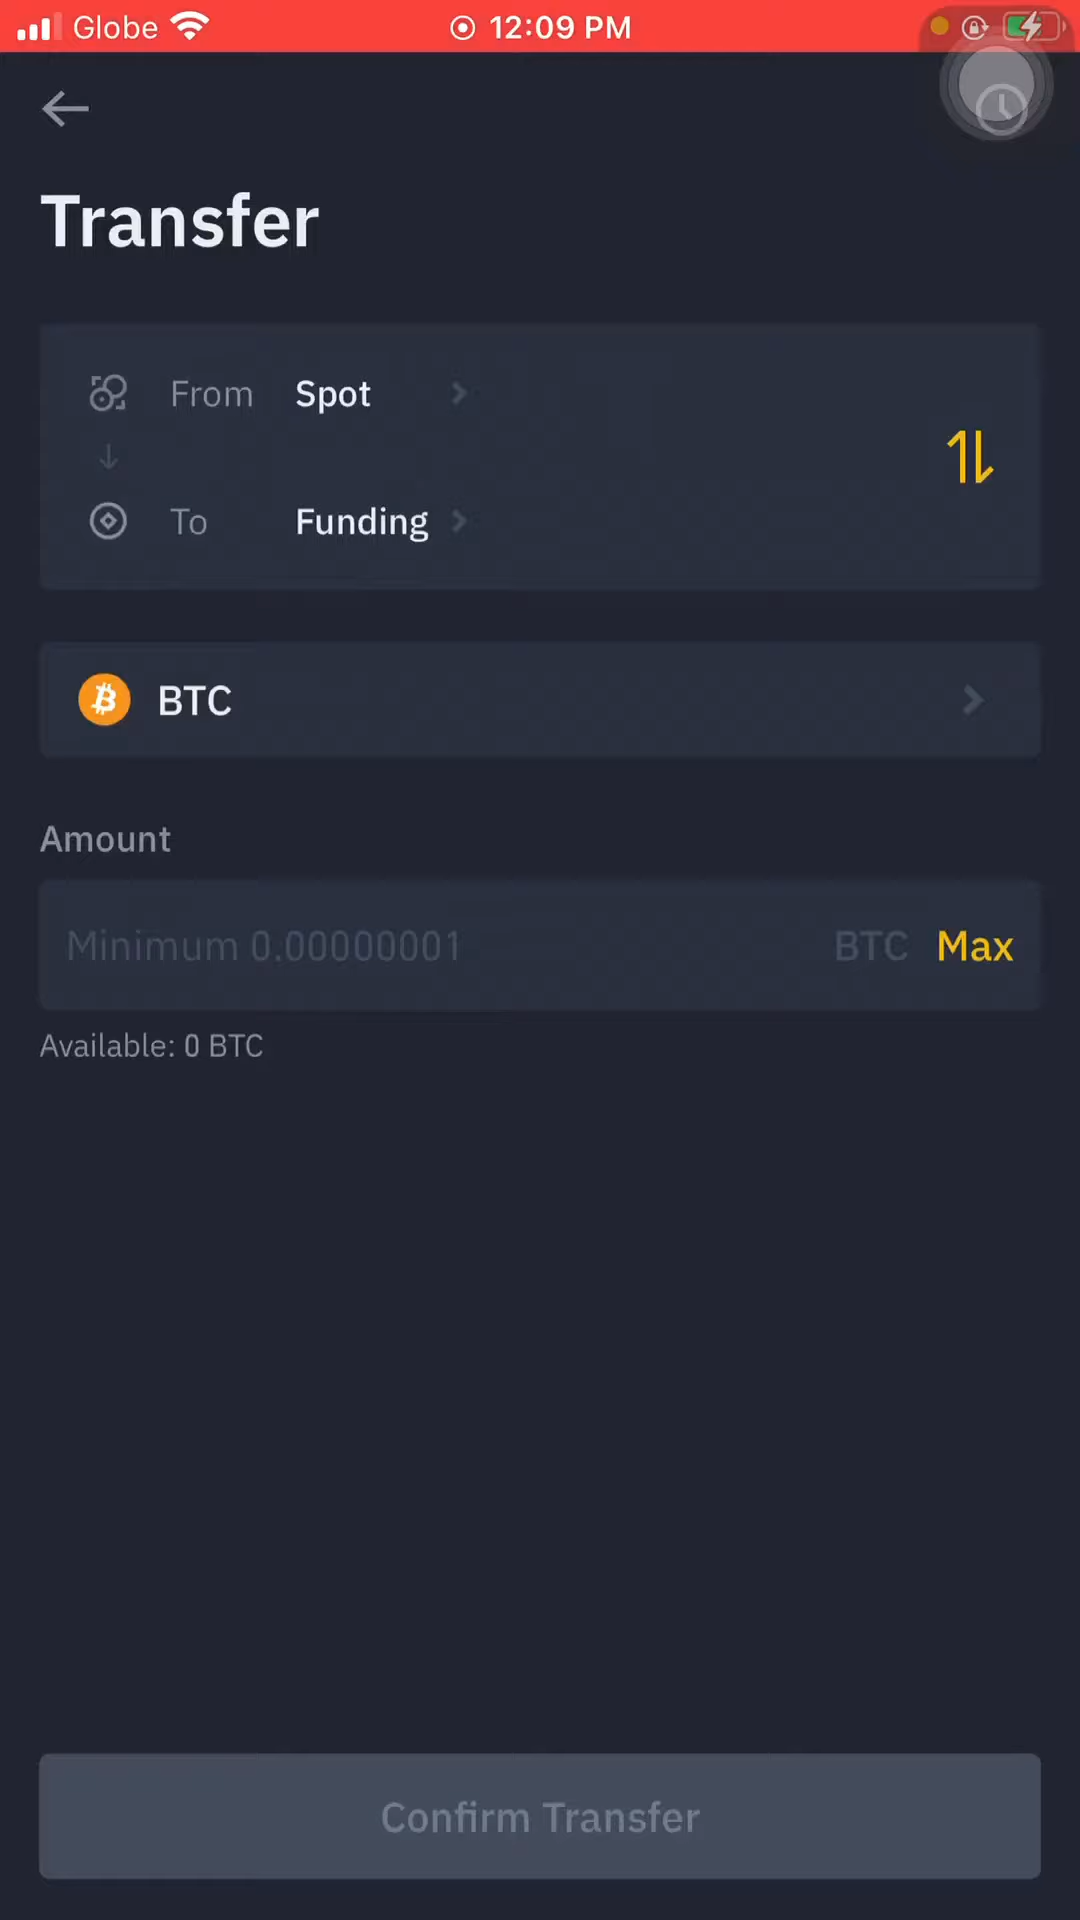 Globe 12:09 PM
Transfer
From Spot
To Funding
BTC
Amount
Minimum 0.00000001 BTC Max
Available: 0 BTC
Confirm Transfer